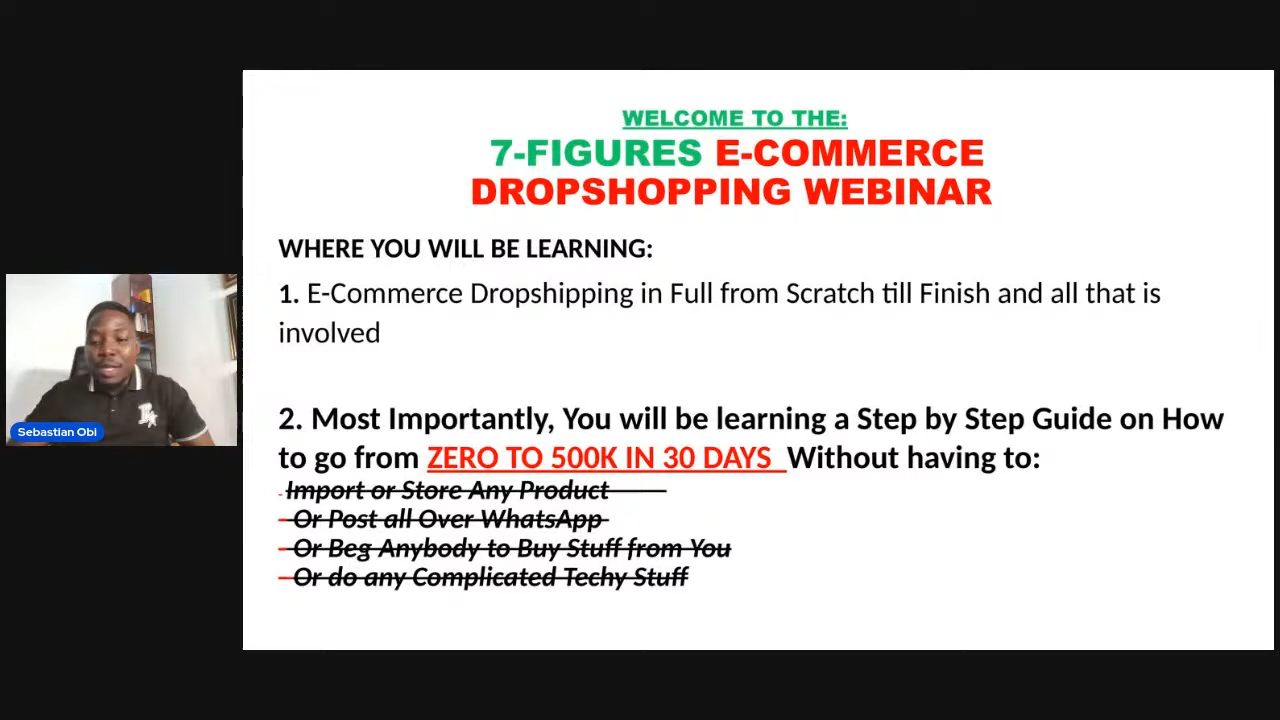 WELCOME TO THE:
7-FIGURES E-COMMERCE
DROPSHOPPING WEBINAR
WHERE YOU WILL BE LEARNING:
1. E-Commerce Dropshipping in Full from Scratch till Finish and all that is
involved
2. Most Importantly, You will be learning a Step by Step Guide on How
to go from ZERO TO 500K IN 30 DAYS Without having to:
- Import or Store Any Product
- Or Post all Over WhatsApp
- Or Beg Anybody to Buy Stuff from You
- Or do any Complicated Techy Stuff
Sebastian Obi